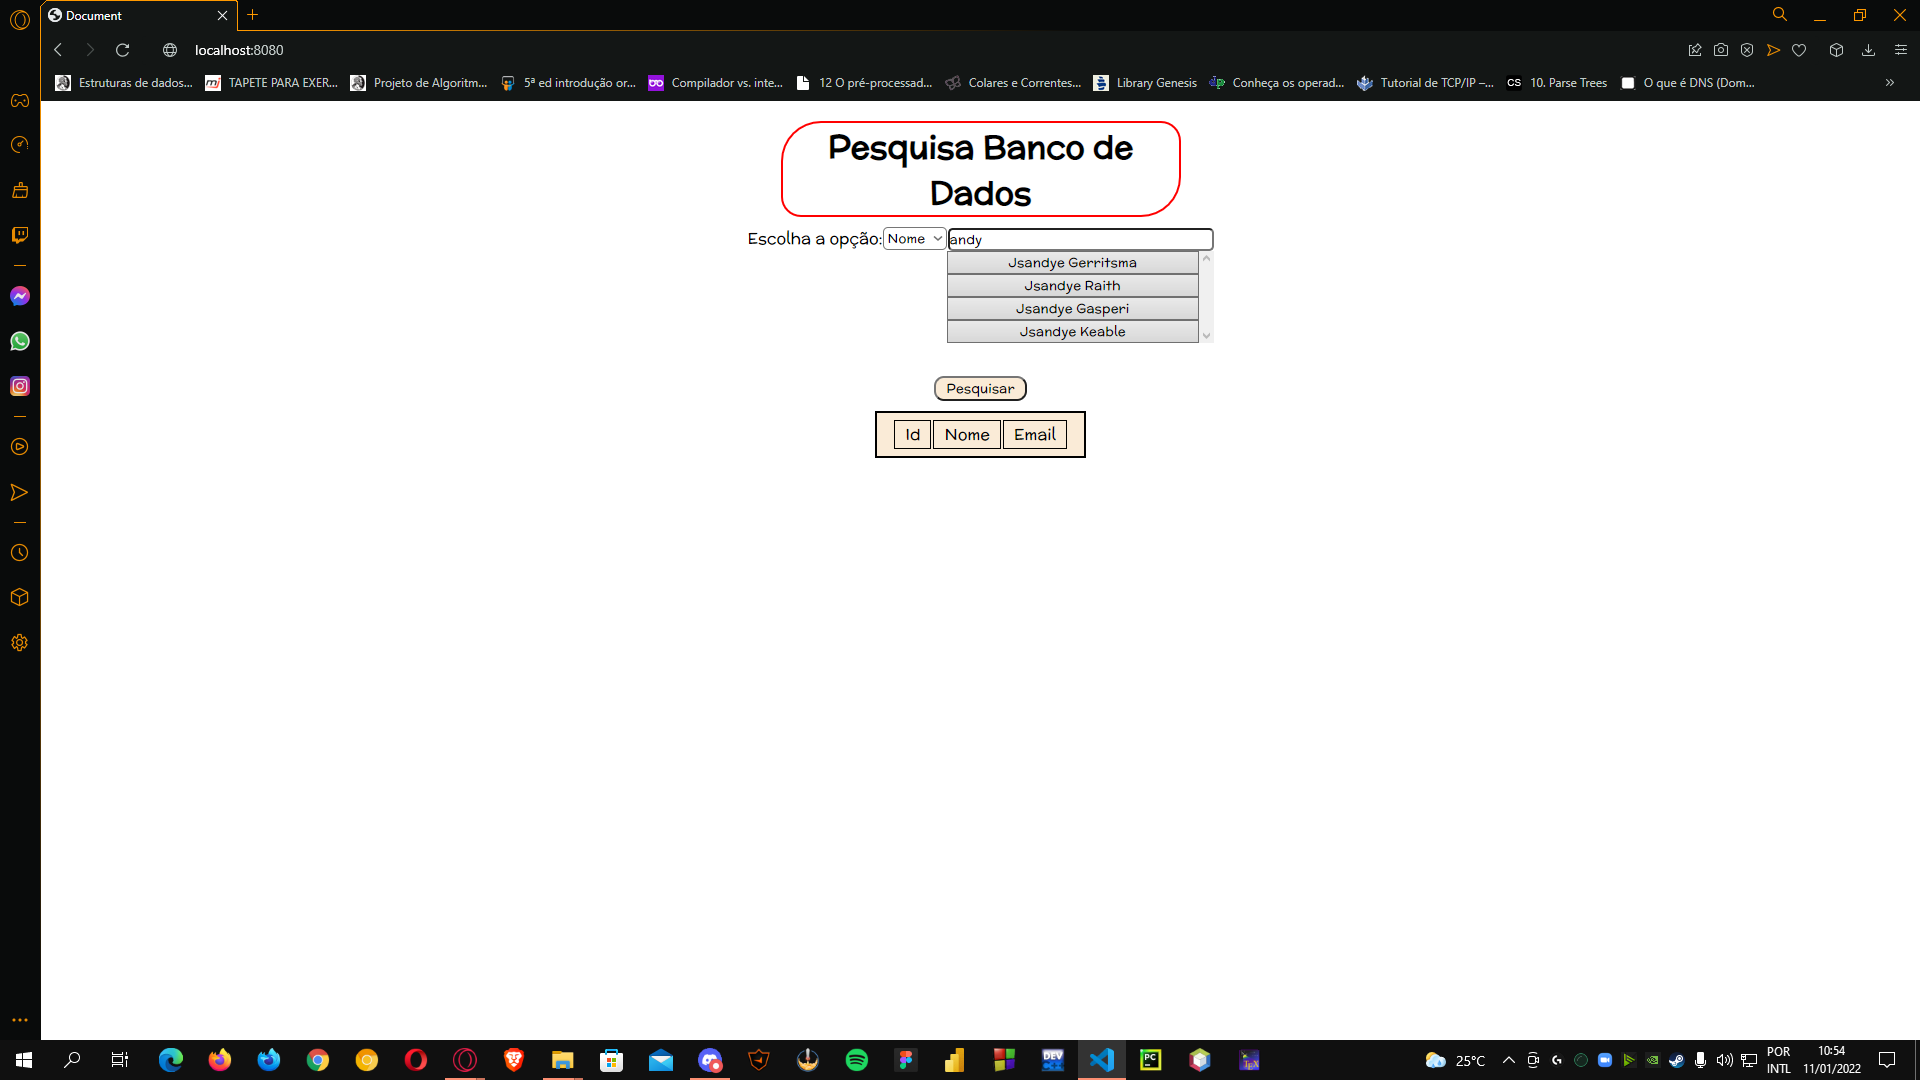 Document
localhost:8080
Estruturas de dados...
TAPETE PARA EXER...
Projeto de Algoritm...
5ª ed introdução or...
Compilador vs. inte...
12 O pré-processad...
Colares e Correntes...
Library Genesis
Conheça os operad...
Tutorial de TCP/IP –...
CS
10. Parse Trees
O que é DNS (Dom...
Pesquisa Banco de
Dados
Escolha a opção: Nome andy
Jsandye Gerritsma
Jsandye Raith
Jsandye Gasperi
Jsandye Keable
Pesquisar
Id Nome Email
DEV
PC
25°C
POR
INTL
10:54
11/01/2022